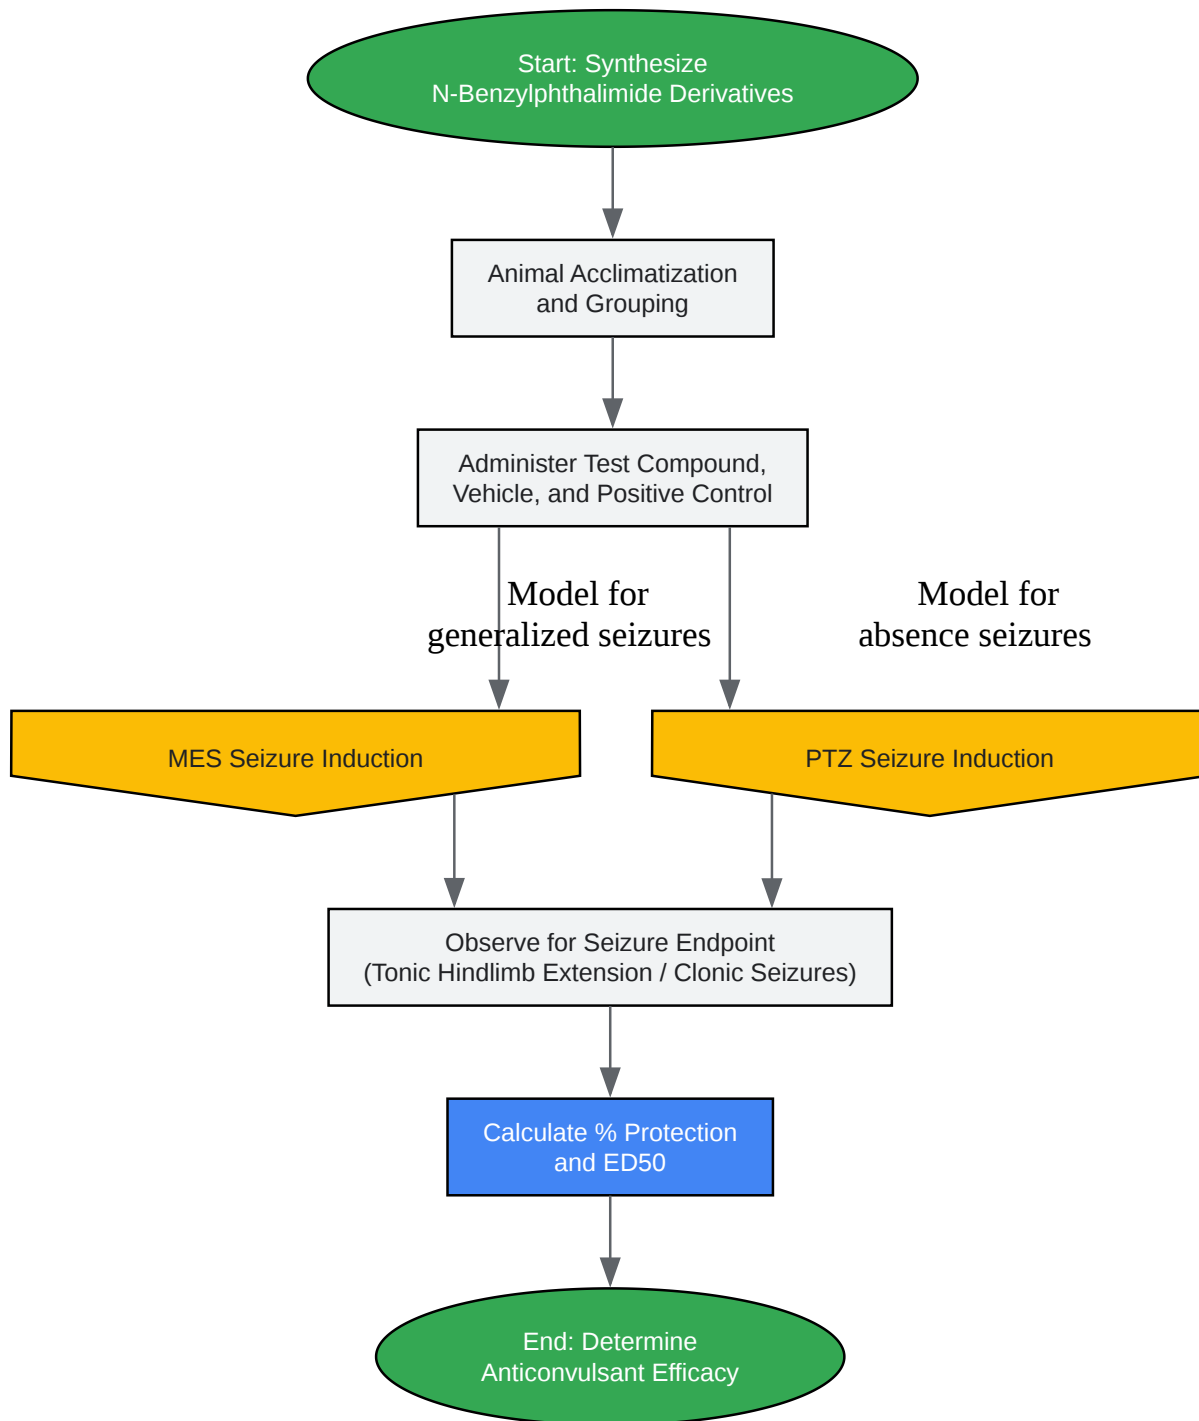 Start: Synthesize
N-Benzylphthalimide Derivatives
Animal Acclimatization
and Grouping
Administer Test Compound,
Vehicle, and Positive Control
Model for
generalized seizures
Model for
absence seizures
MES Seizure Induction
PTZ Seizure Induction
Observe for Seizure Endpoint
(Tonic Hindlimb Extension / Clonic Seizures)
Calculate % Protection
and ED50
End: Determine
Anticonvulsant Efficacy